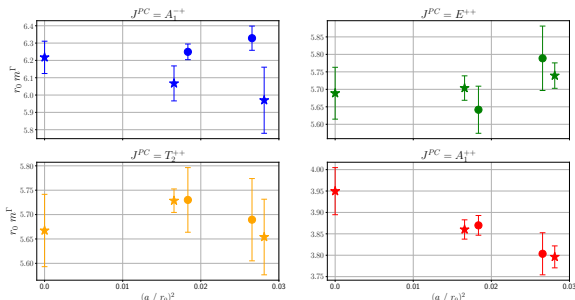 J^{PC} = A_1^{-+}
J^{PC} = E^{++}
r_0 m^Γ
6.4
6.3
6.2
6.1
6.0
5.9
5.8
5.85
5.80
5.75
5.70
5.65
5.60
J^{PC} = T_2^{++}
J^{PC} = A_1^{++}
r_0 m^Γ
5.80
5.75
5.70
5.65
5.60
4.00
3.95
3.90
3.85
3.80
3.75
0.0 0.01 0.02 0.03
0.0 0.01 0.02 0.03
(a / r_0)^2
(a / r_0)^2